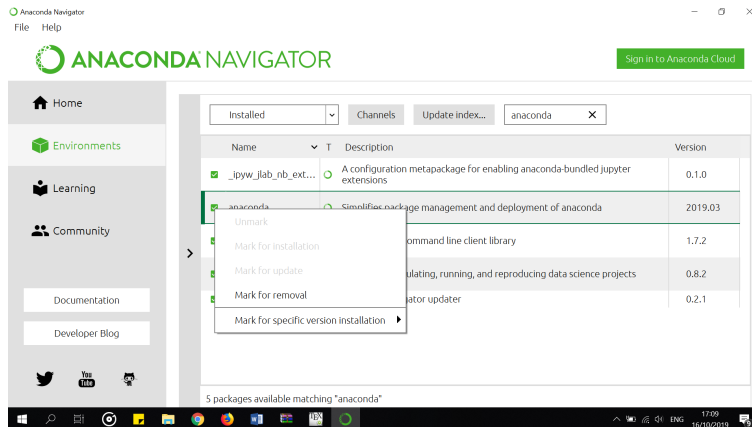 Anaconda Navigator
File Help
ANACONDA NAVIGATOR
Sign in to Anaconda Cloud
Home
Environments
Learning
Community
Documentation
Developer Blog
You
Tube
Installed
Channels
Update index...
anaconda
Name T Description Version
_ipyw_jlab_nb_ext... A configuration metapackage for enabling anaconda-bundled jupyter
extensions
0.1.0
anaconda Simplifies package management and deployment of anaconda 2019.03
command line client library 1.7.2
ulating, running, and reproducing data science projects 0.8.2
ator updater 0.2.1
Unmark
Mark for installation
Mark for update
Mark for removal
Mark for specific version installation
5 packages available matching "anaconda"
ENG
17:09
16/10/2019